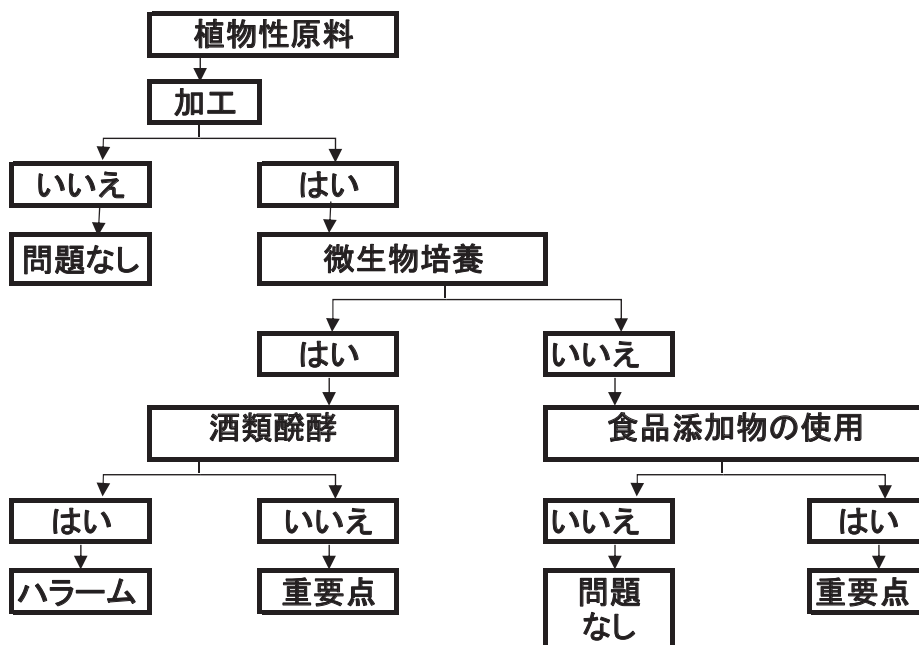 植物性原料
加工
いいえ
はい
問題なし
微生物培養
はい
いいえ
酒類醗酵
食品添加物の使用
はい
いいえ
いいえ
はい
ハラーム
重要点
問題
なし
重要点